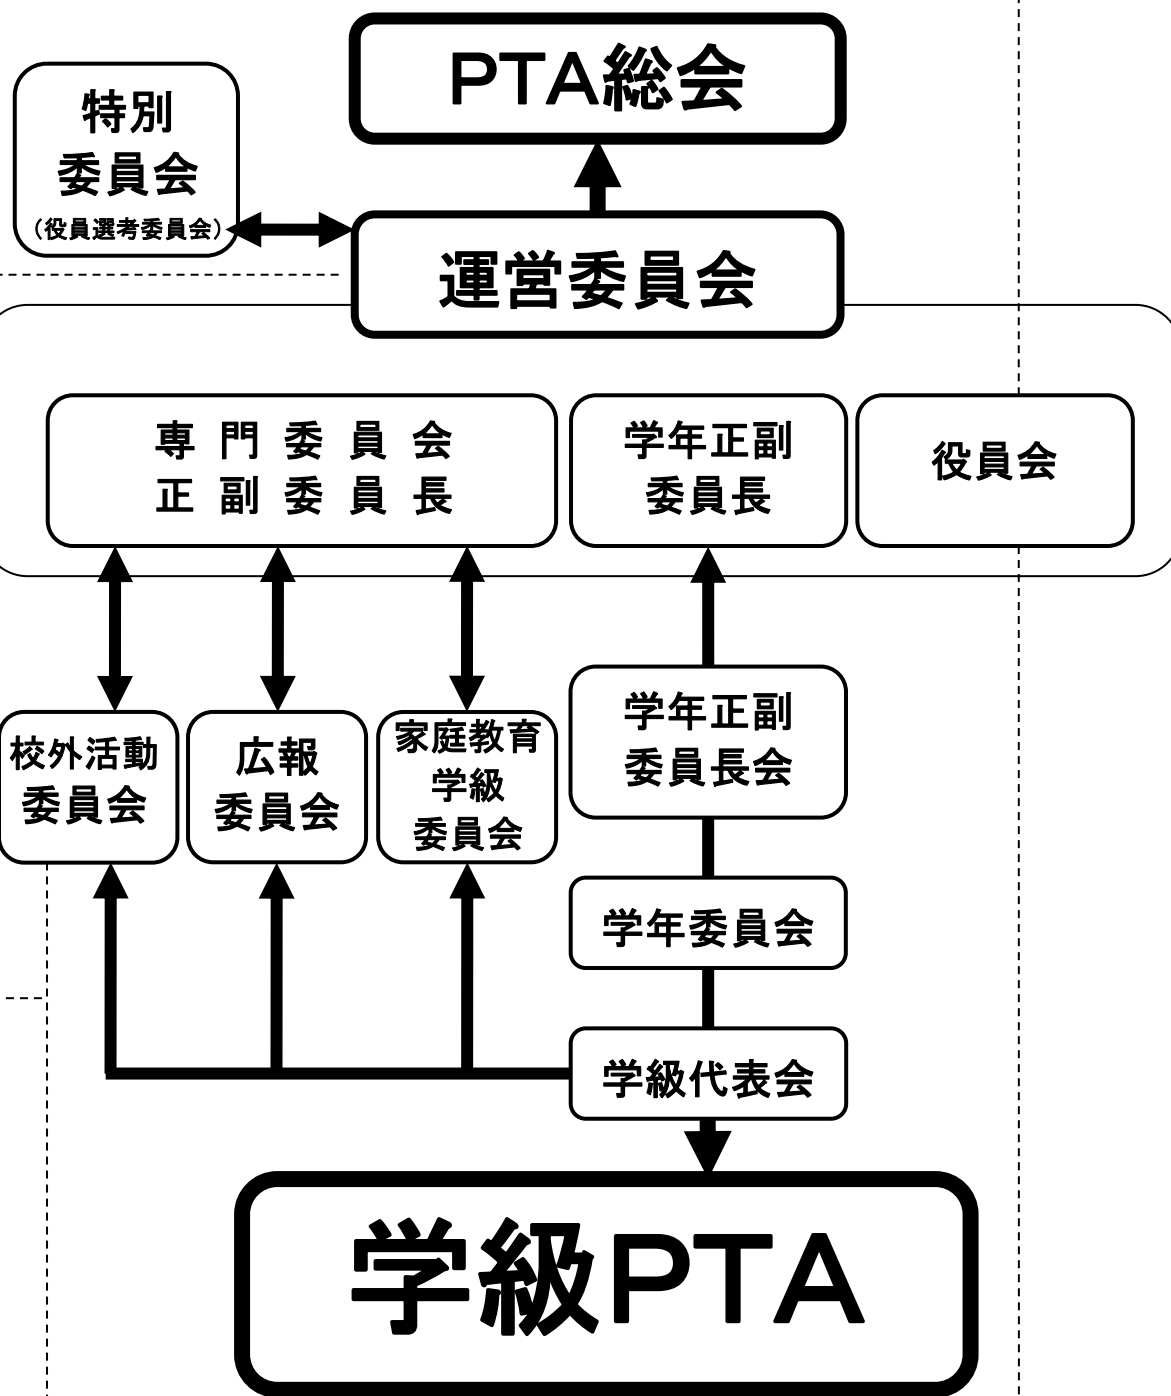 PTA総会
特別
委員会
（役員選考委員会）
運営委員会
専門委員会
正副委員長
学年正副
委員長
役員会
校外活動
委員会
広報
委員会
家庭教育
学級
委員会
学年正副
委員長会
学年委員会
学級代表会
学級PTA